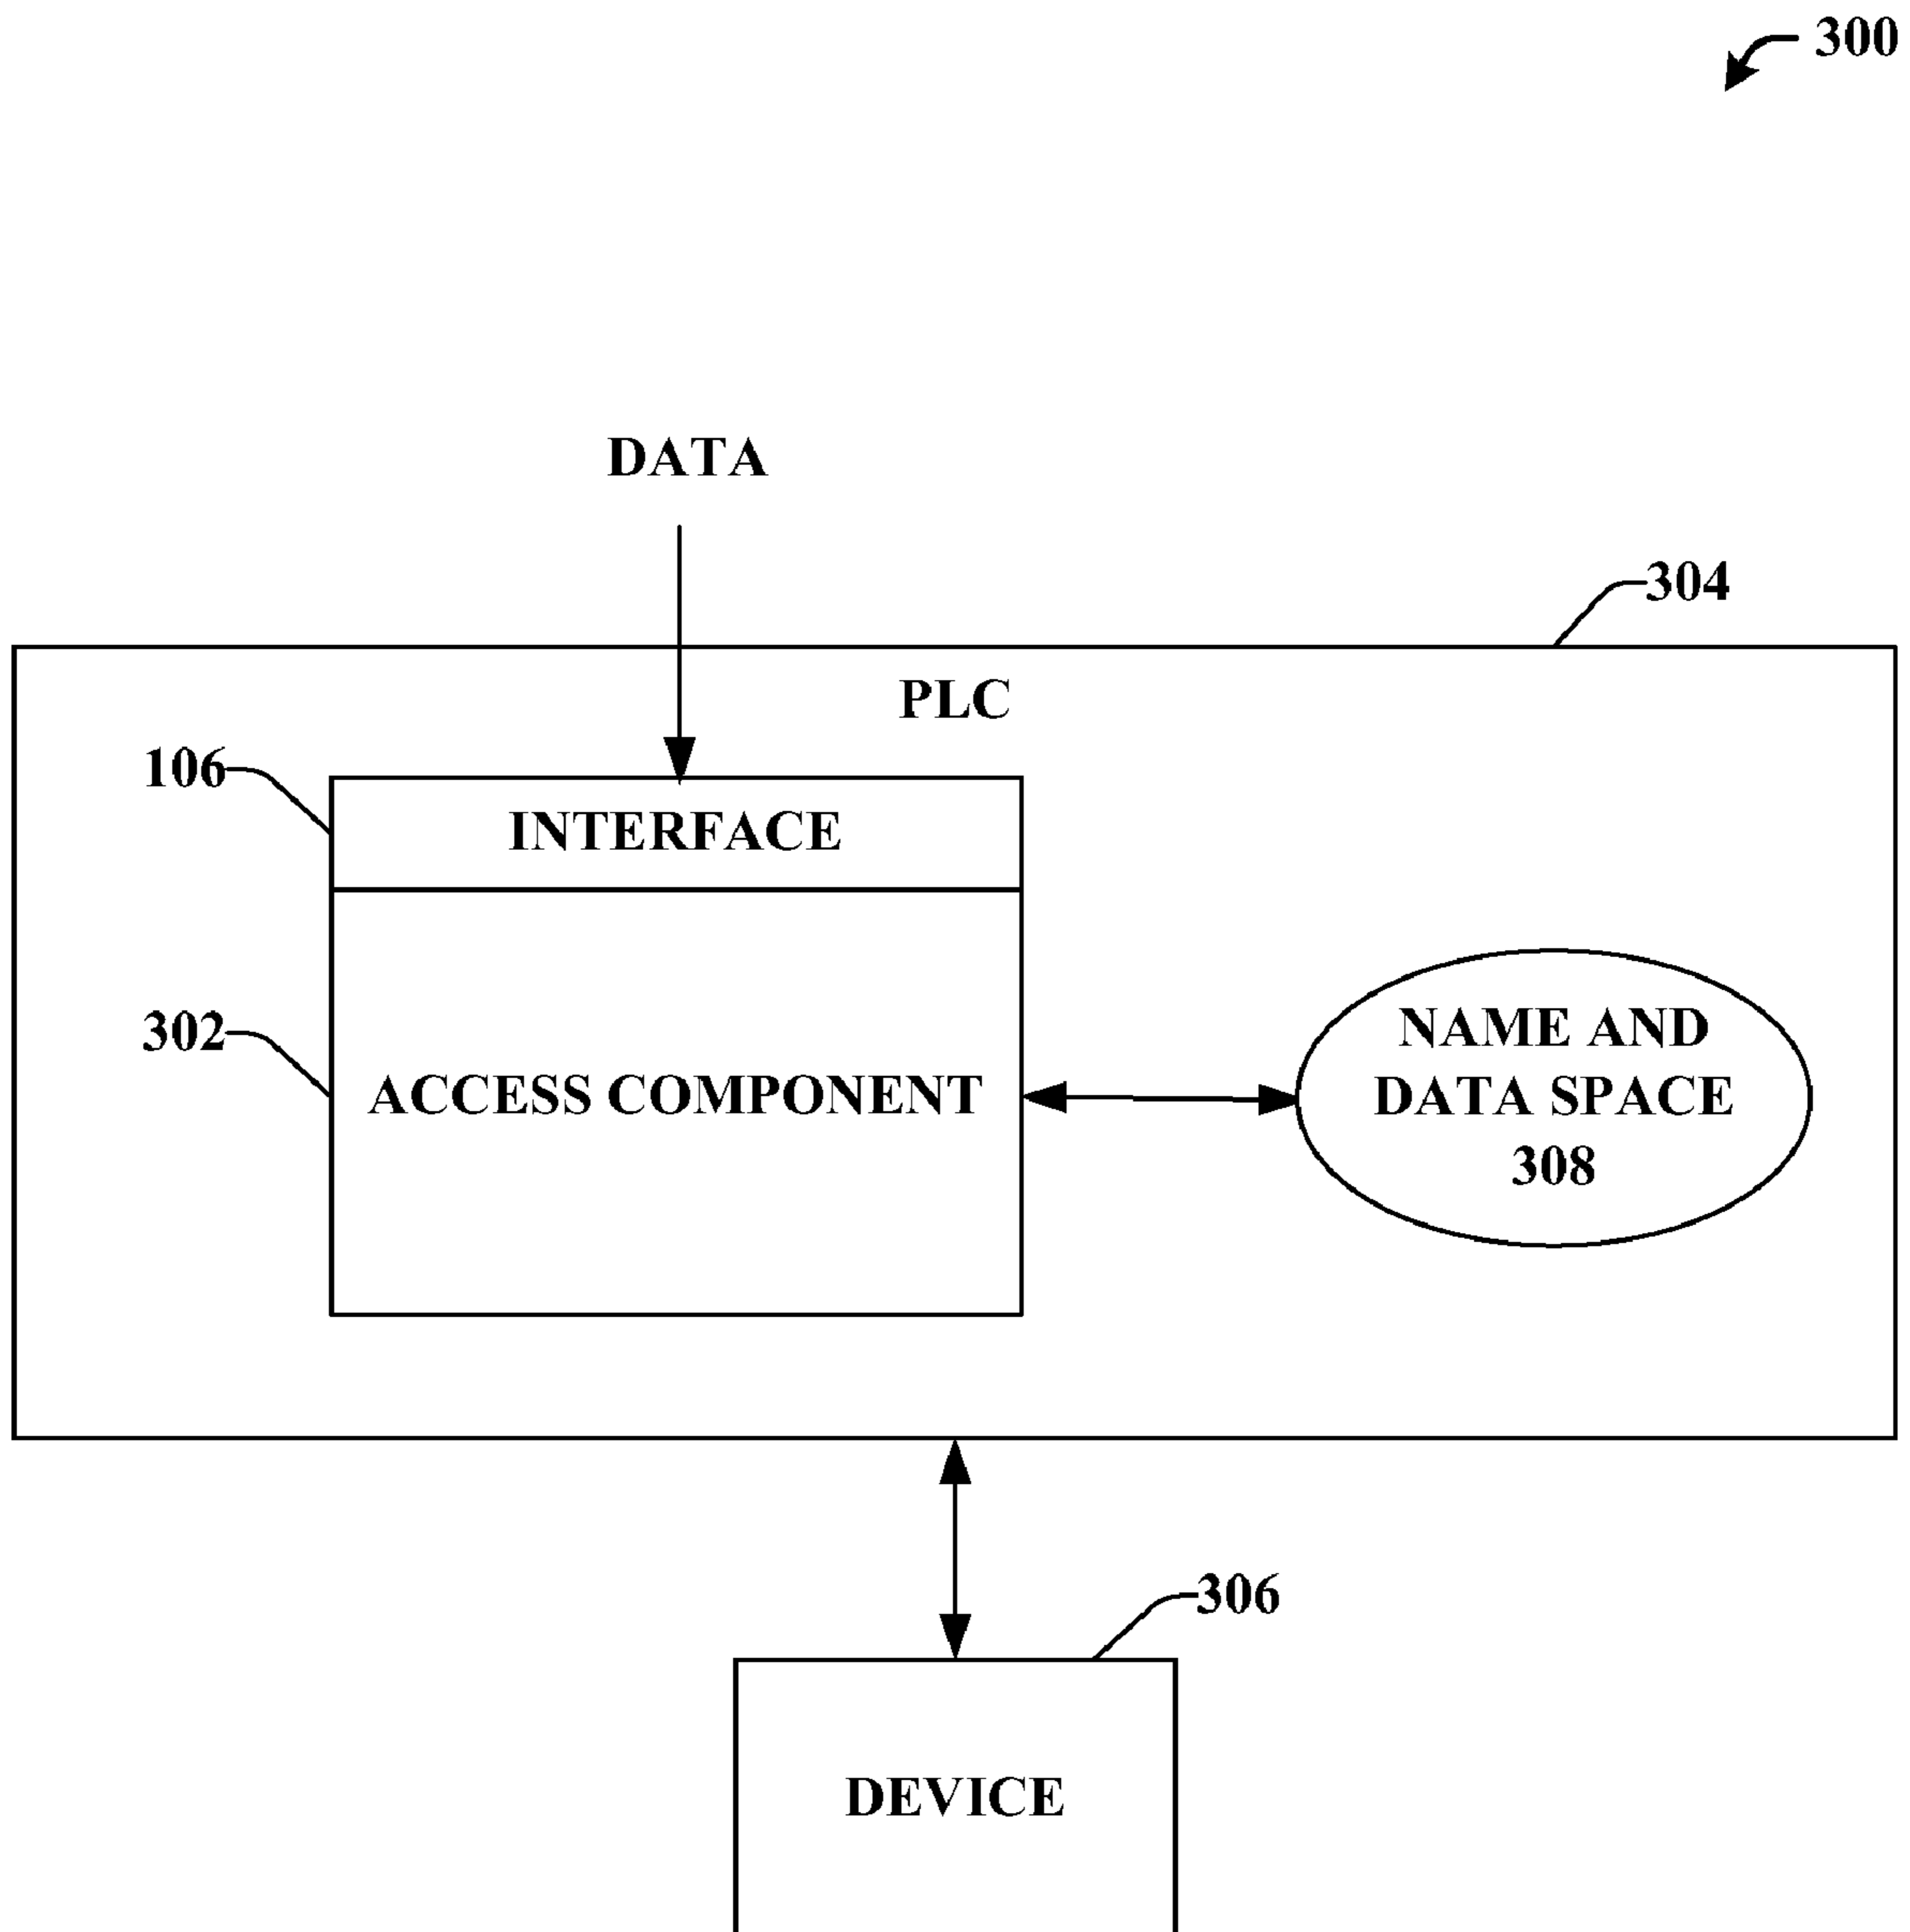 300
DATA
304
PLC
106
INTERFACE
302
ACCESS COMPONENT
NAME AND
DATA SPACE
308
306
DEVICE